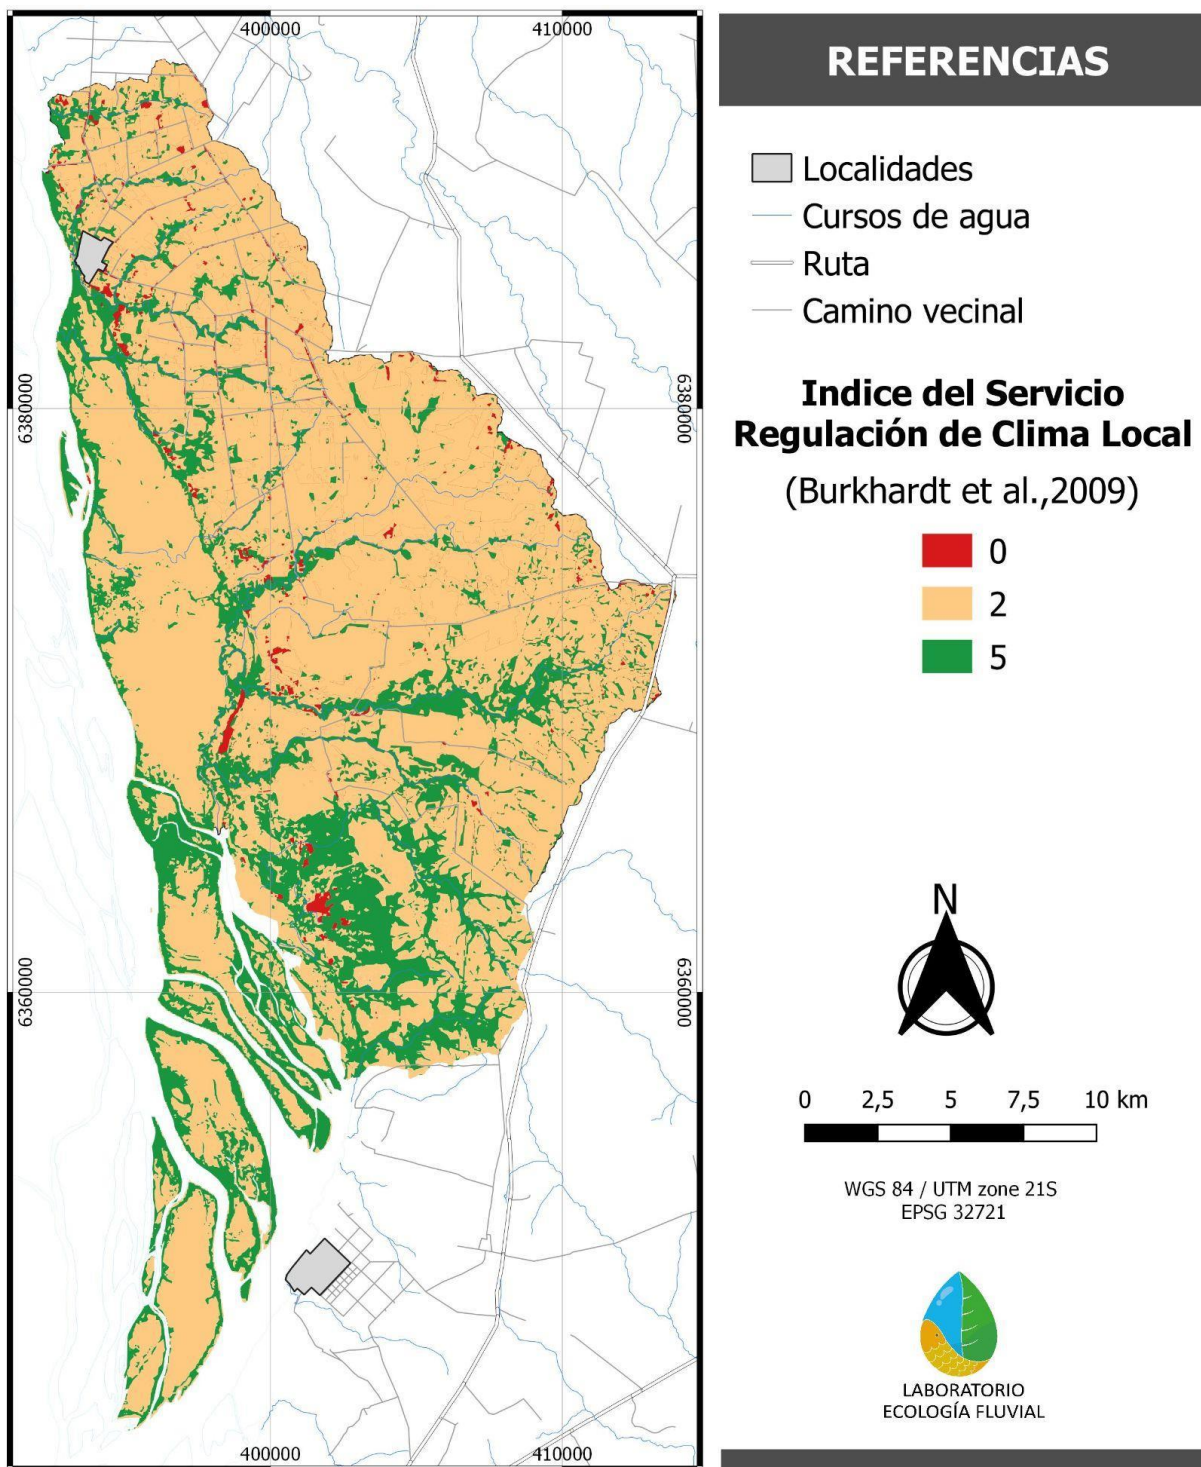 400000
410000
6380000
6380000
6360000
6360000
400000
410000
REFERENCIAS
Localidades
Cursos de agua
Ruta
Camino vecinal
Indice del Servicio
Regulación de Clima Local
(Burkhardt et al.,2009)
0
2
5
N
0 2,5 5 7,5 10 km
WGS 84 / UTM zone 21S
EPSG 32721
LABORATORIO
ECOLOGÍA FLUVIAL